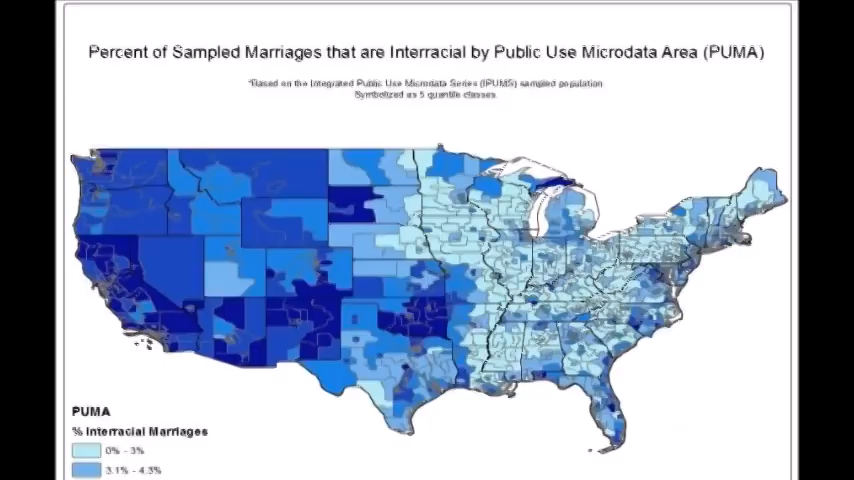 Percent of Sampled Marriages that are Interracial by Public Use Microdata Area (PUMA)
*Based on the Integrated Public Use Microdata Series (IPUMS) sampled population.
Symbolized as 5 quantile classes.
PUMA
% Interracial Marriages
0% - 3%
3.1% - 4.3%